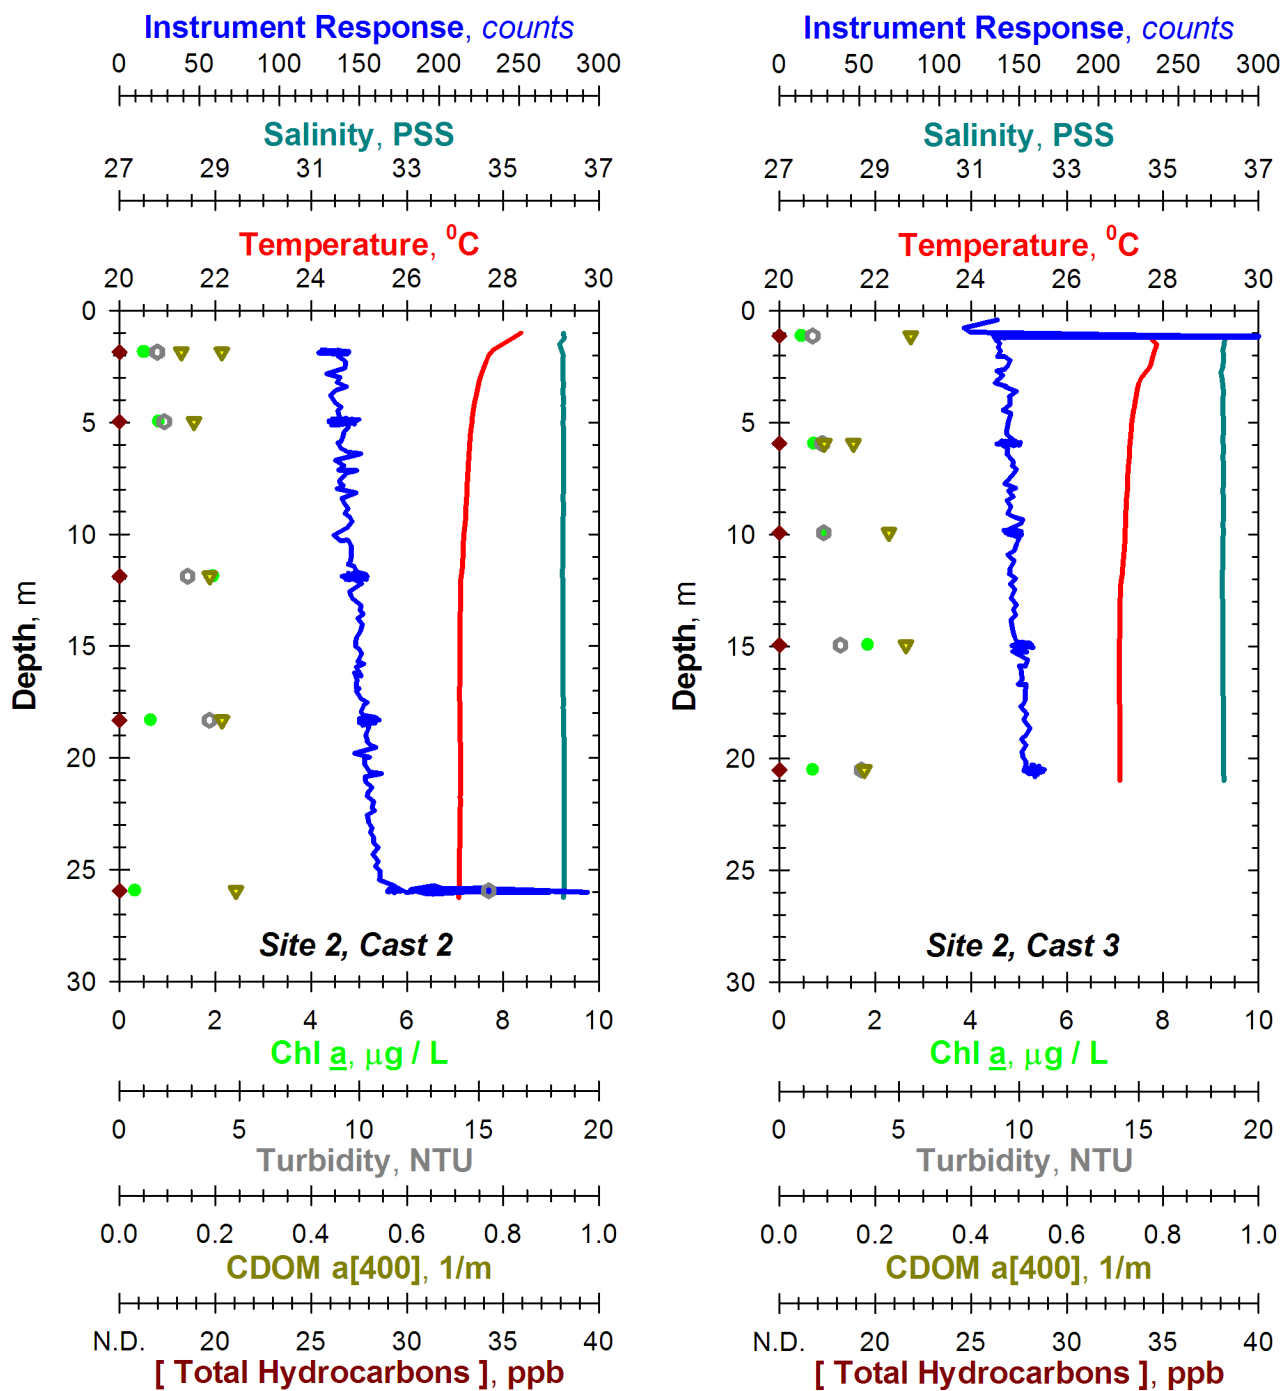 Instrument Response, counts
0 50 100 150 200 250 300
Salinity, PSS
27 29 31 33 35 37
Temperature, ⁰C
20 22 24 26 28 30
0
5
10
15
20
25
30
Depth, m
Site 2, Cast 2
0 2 4 6 8 10
Chl a, µg / L
0 5 10 15 20
Turbidity, NTU
0.0 0.2 0.4 0.6 0.8 1.0
CDOM a[400], 1/m
N.D. 20 25 30 35 40
[ Total Hydrocarbons ], ppb
Instrument Response, counts
0 50 100 150 200 250 300
Salinity, PSS
27 29 31 33 35 37
Temperature, ⁰C
20 22 24 26 28 30
0
5
10
15
20
25
30
Depth, m
Site 2, Cast 3
0 2 4 6 8 10
Chl a, µg / L
0 5 10 15 20
Turbidity, NTU
0.0 0.2 0.4 0.6 0.8 1.0
CDOM a[400], 1/m
N.D. 20 25 30 35 40
[ Total Hydrocarbons ], ppb